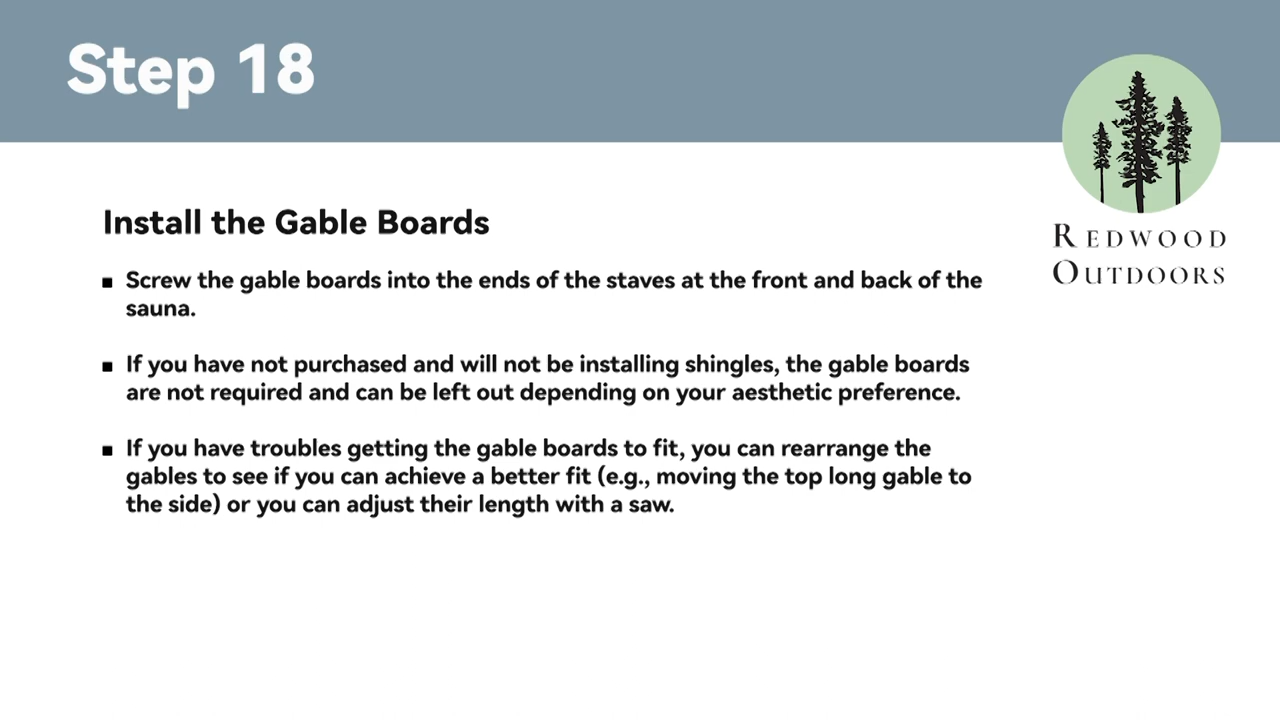 Step 18
REDWOOD
OUTDOORS
Install the Gable Boards
▪ Screw the gable boards into the ends of the staves at the front and back of the
sauna.
▪ If you have not purchased and will not be installing shingles, the gable boards
are not required and can be left out depending on your aesthetic preference.
▪ If you have troubles getting the gable boards to fit, you can rearrange the
gables to see if you can achieve a better fit (e.g., moving the top long gable to
the side) or you can adjust their length with a saw.